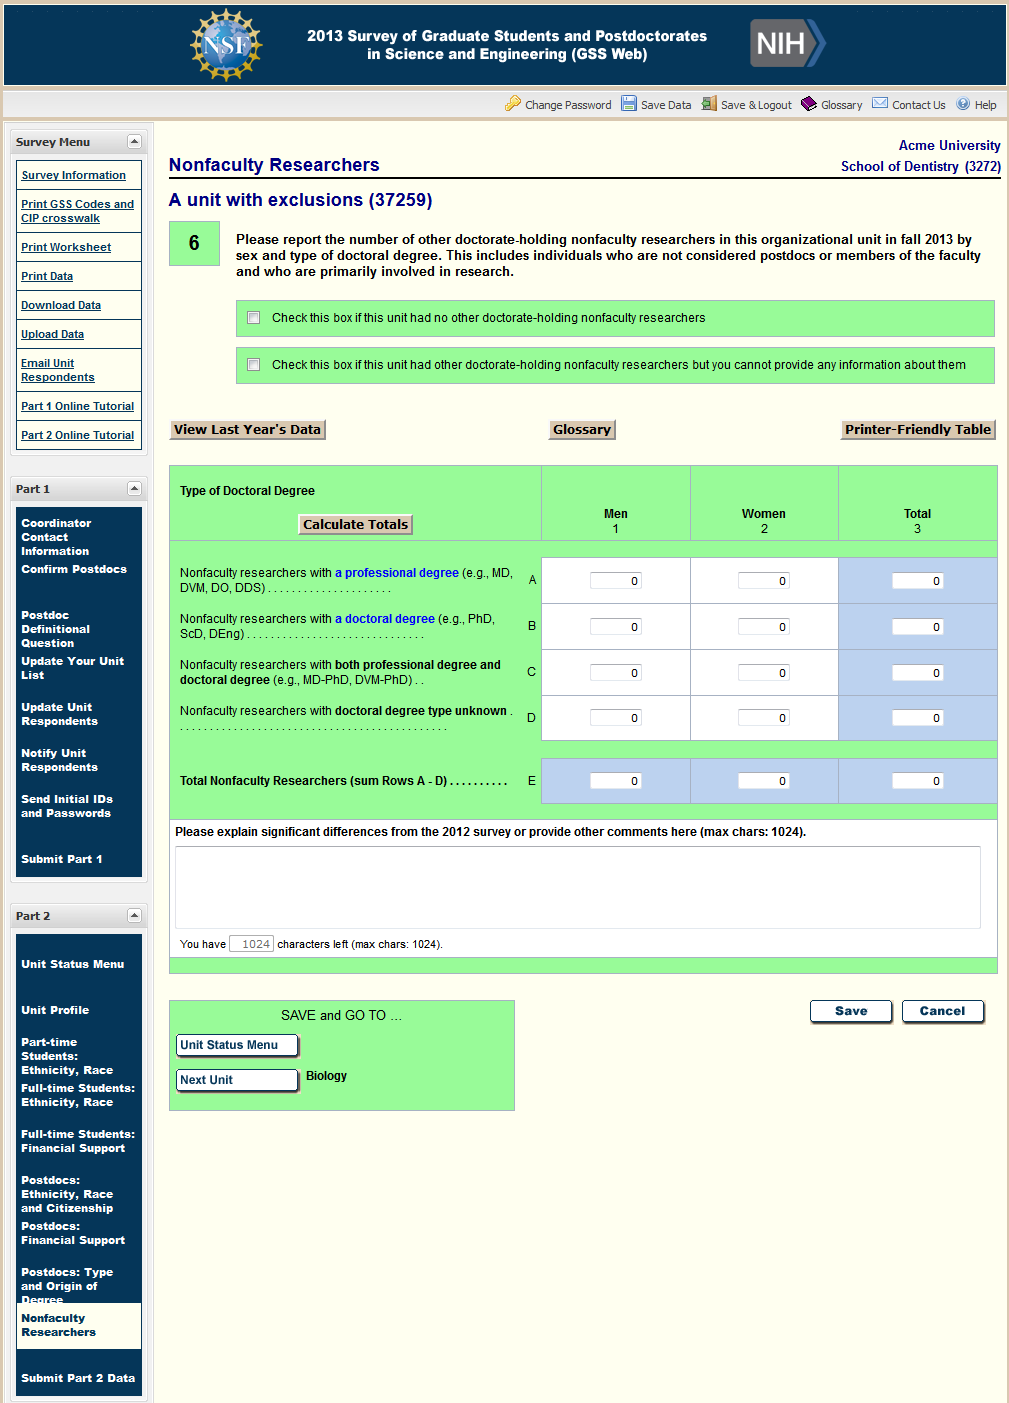 NSF
2013 Survey of Graduate Students and Postdoctorates
in Science and Engineering (GSS Web)
NIH
Change Password Save Data Save & Logout Glossary Contact Us Help
Survey Menu
Survey Information
Print GSS Codes and
CIP crosswalk
Print Worksheet
Print Data
Download Data
Upload Data
Email Unit
Respondents
Part 1 Online Tutorial
Part 2 Online Tutorial
Part 1
Coordinator
Contact
Information
Confirm Postdocs
Postdoc
Definitional
Question
Update Your Unit
List
Update Unit
Respondents
Notify Unit
Respondents
Send Initial IDs
and Passwords
Submit Part 1
Part 2
Unit Status Menu
Unit Profile
Part-time
Students:
Ethnicity, Race
Full-time Students:
Ethnicity, Race
Full-time Students:
Financial Support
Postdocs:
Ethnicity, Race
and Citizenship
Postdocs:
Financial Support
Postdocs: Type
and Origin of
Degree
Nonfaculty
Researchers
Submit Part 2 Data
Acme University
Nonfaculty Researchers School of Dentistry (3272)
A unit with exclusions (37259)
6 Please report the number of other doctorate-holding nonfaculty researchers in this organizational unit in fall 2013 by
sex and type of doctoral degree. This includes individuals who are not considered postdocs or members of the faculty
and who are primarily involved in research.
Check this box if this unit had no other doctorate-holding nonfaculty researchers
Check this box if this unit had other doctorate-holding nonfaculty researchers but you cannot provide any information about them
View Last Year's Data Glossary Printer-Friendly Table
Type of Doctoral Degree
Calculate Totals
Men Women Total
1 2 3
Nonfaculty researchers with a professional degree (e.g., MD,
DVM, DO, DDS) . . . . . . . . . . . . . . . . . . . . . A 0 0 0
Nonfaculty researchers with a doctoral degree (e.g., PhD,
ScD, DEng) . . . . . . . . . . . . . . . . . . . . . . . . . . . . . . B 0 0 0
Nonfaculty researchers with both professional degree and
doctoral degree (e.g., MD-PhD, DVM-PhD) . . C 0 0 0
Nonfaculty researchers with doctoral degree type unknown .
. . . . . . . . . . . . . . . . . . . . . . . . . . . . . . . . . . . . . . . . . . . . . D 0 0 0
Total Nonfaculty Researchers (sum Rows A - D) . . . . . . . . . . E 0 0 0
Please explain significant differences from the 2012 survey or provide other comments here (max chars: 1024).
You have 1024 characters left (max chars: 1024).
SAVE and GO TO ...
Unit Status Menu
Next Unit Biology
Save Cancel